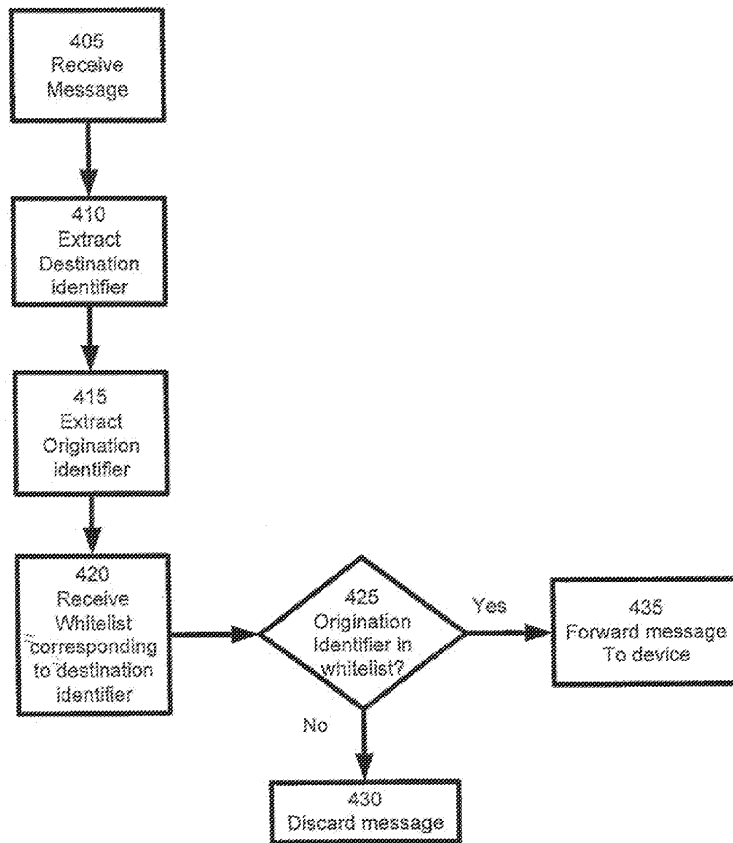 405
Receive
Message
410
Extract
Destination
identifier
415
Extract
Origination
identifier
420
Receive
Whitelist
corresponding
to destination
identifier
425
Origination
Identifier in
whitelist?
Yes
435
Forward message
To device
No
430
Discard message